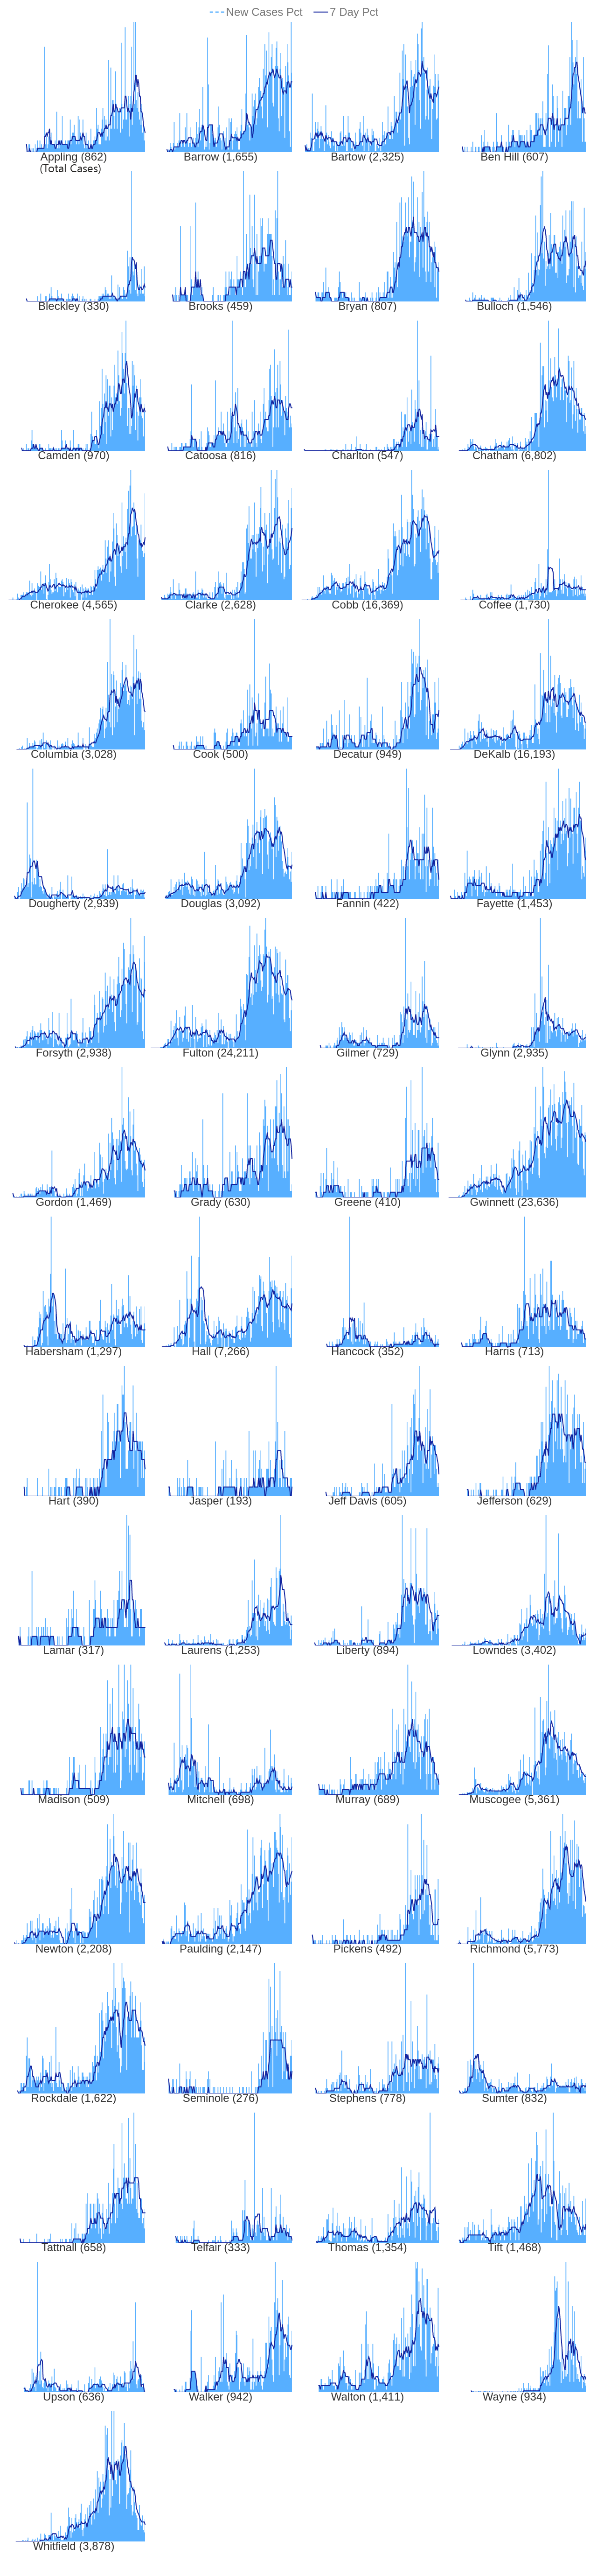 New Cases Pct 7 Day Pct
Appling (862) Barrow (1,655) Bartow (2,325) Ben Hill (607)
(Total Cases)
Bleckley (330) Brooks (459) Bryan (807) Bulloch (1,546)
Camden (970) Catoosa (816) Charlton (547) Chatham (6,802)
Cherokee (4,565) Clarke (2,628) Cobb (16,369) Coffee (1,730)
Columbia (3,028) Cook (500) Decatur (949) DeKalb (16,193)
Dougherty (2,939) Douglas (3,092) Fannin (422) Fayette (1,453)
Forsyth (2,938) Fulton (24,211) Gilmer (729) Glynn (2,935)
Gordon (1,469) Grady (630) Greene (410) Gwinnett (23,636)
Habersham (1,297) Hall (7,266) Hancock (352) Harris (713)
Hart (390) Jasper (193) Jeff Davis (605) Jefferson (629)
Lamar (317) Laurens (1,253) Liberty (894) Lowndes (3,402)
Madison (509) Mitchell (698) Murray (689) Muscogee (5,361)
Newton (2,208) Paulding (2,147) Pickens (492) Richmond (5,773)
Rockdale (1,622) Seminole (276) Stephens (778) Sumter (832)
Tattnall (658) Telfair (333) Thomas (1,354) Tift (1,468)
Upson (636) Walker (942) Walton (1,411) Wayne (934)
Whitfield (3,878)